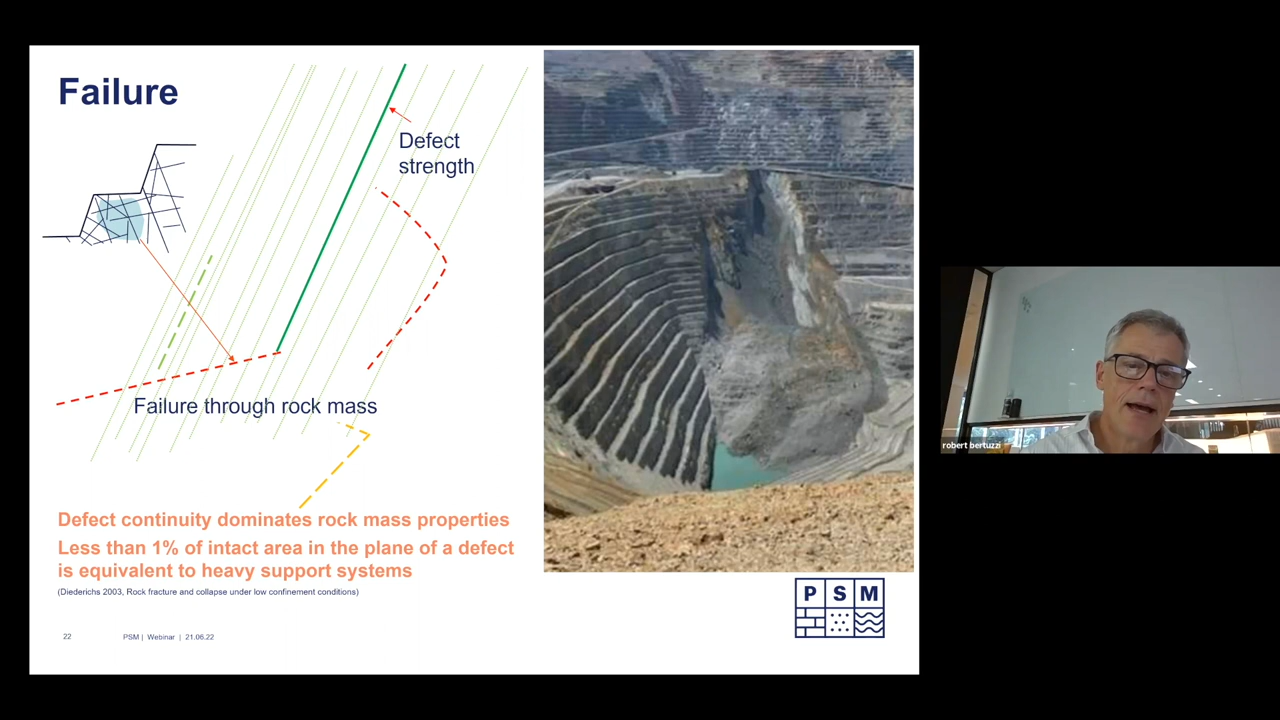 Failure
Defect
strength
Failure through rock mass
Defect continuity dominates rock mass properties
Less than 1% of intact area in the plane of a defect
is equivalent to heavy support systems
(Diederichs 2003, Rock fracture and collapse under low confinement conditions)
22
PSM | Webinar | 21.06.22
P S M
robert bertuzzi